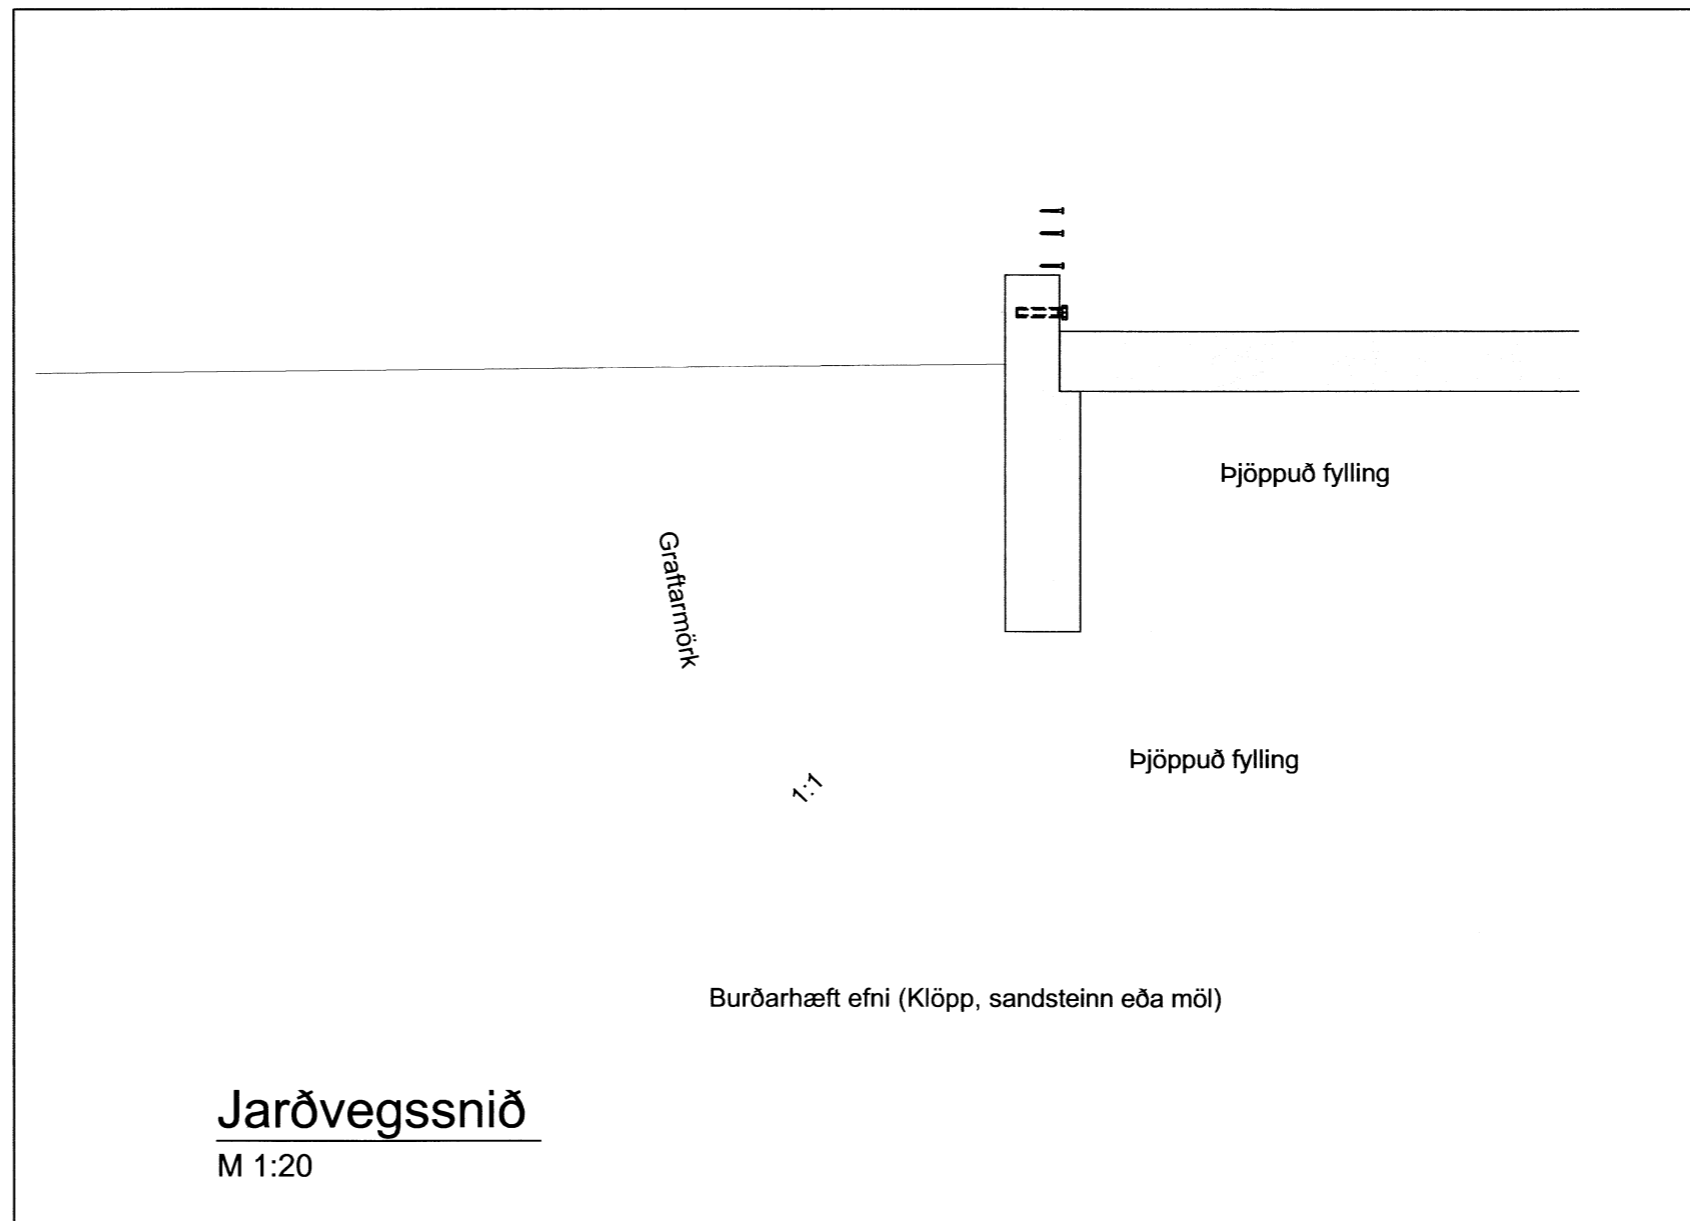 Þjöppuð fylling
Graftarmörk
Þjöppuð fylling
1:1
Burðarhæft efni (Klöpp, sandsteinn eða möl)
Jarðvegssnið
M 1:20